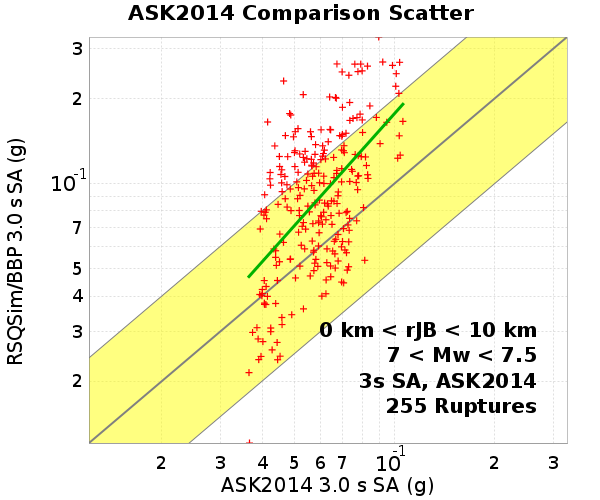 ASK2014 Comparison Scatter
3
2
10-1
7
5
4
3
2
RSQSim/BBP 3.0 s SA (g)
0 km < rJB < 10 km
7 < Mw < 7.5
3s SA, ASK2014
255 Ruptures
2 3 4 5 6 7 10-1 2 3
ASK2014 3.0 s SA (g)